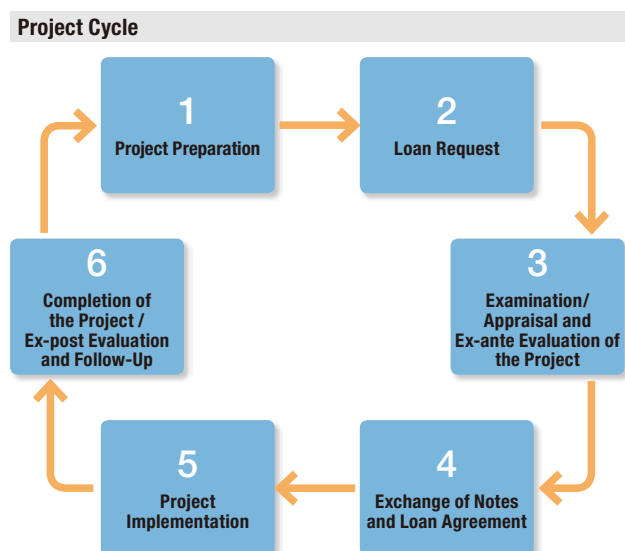 Project Cycle
1
Project Preparation
2
Loan Request
3
Examination/
Appraisal and
Ex-ante Evaluation of
the Project
4
Exchange of Notes
and Loan Agreement
5
Project
Implementation
6
Completion of
the Project /
Ex-post Evaluation
and Follow-Up